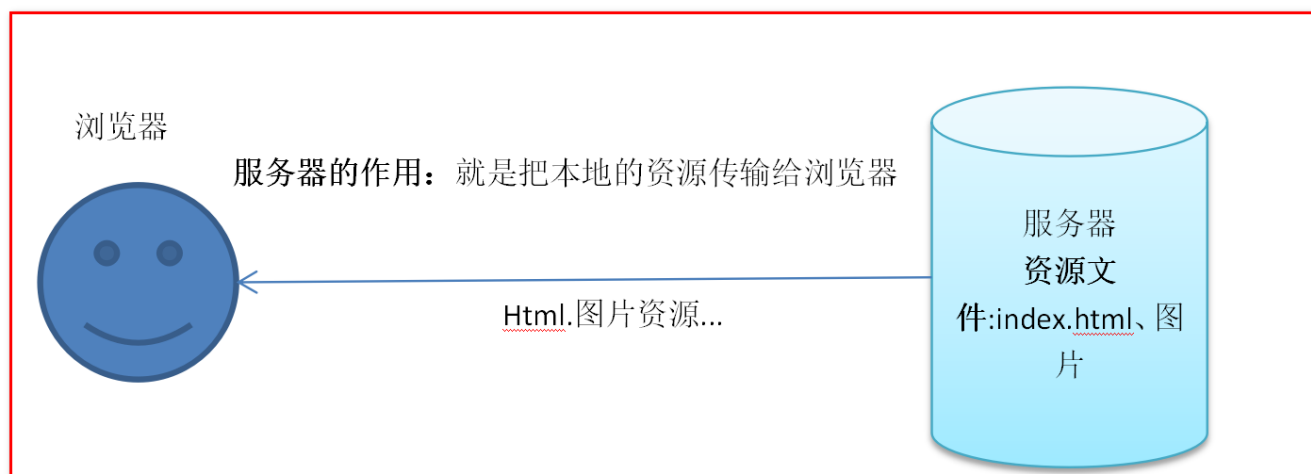 浏览器
服务器的作用：就是把本地的资源传输给浏览器
Html.图片资源...
服务器
资源文
件:index.html、图
片